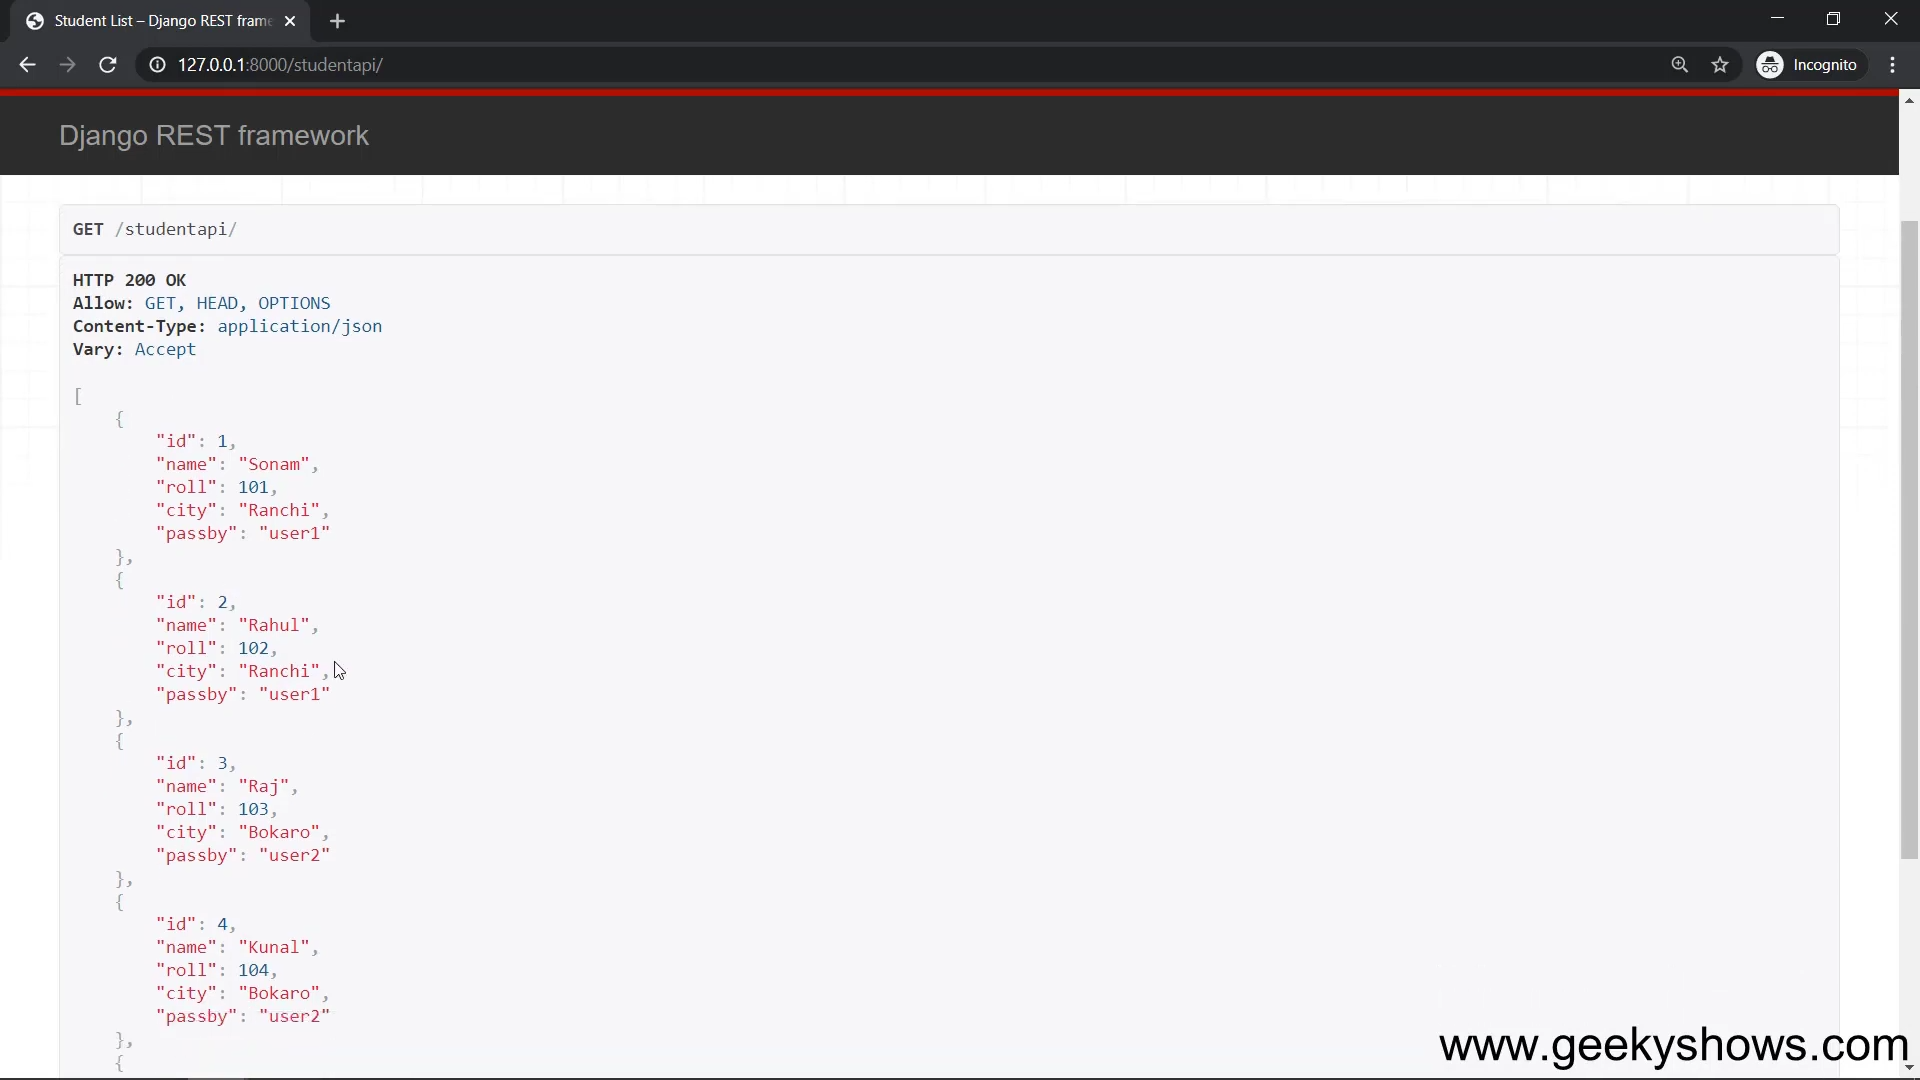 Student List – Django REST frame
127.0.0.1:8000/studentapi/
Incognito
Django REST framework
GET /studentapi/
HTTP 200 OK
Allow: GET, HEAD, OPTIONS
Content-Type: application/json
Vary: Accept
[
{
"id": 1,
"name": "Sonam",
"roll": 101,
"city": "Ranchi",
"passby": "user1"
},
{
"id": 2,
"name": "Rahul",
"roll": 102,
"city": "Ranchi",
"passby": "user1"
},
{
"id": 3,
"name": "Raj",
"roll": 103,
"city": "Bokaro",
"passby": "user2"
},
{
"id": 4,
"name": "Kunal",
"roll": 104,
"city": "Bokaro",
"passby": "user2"
},
{
www.geekyshows.com